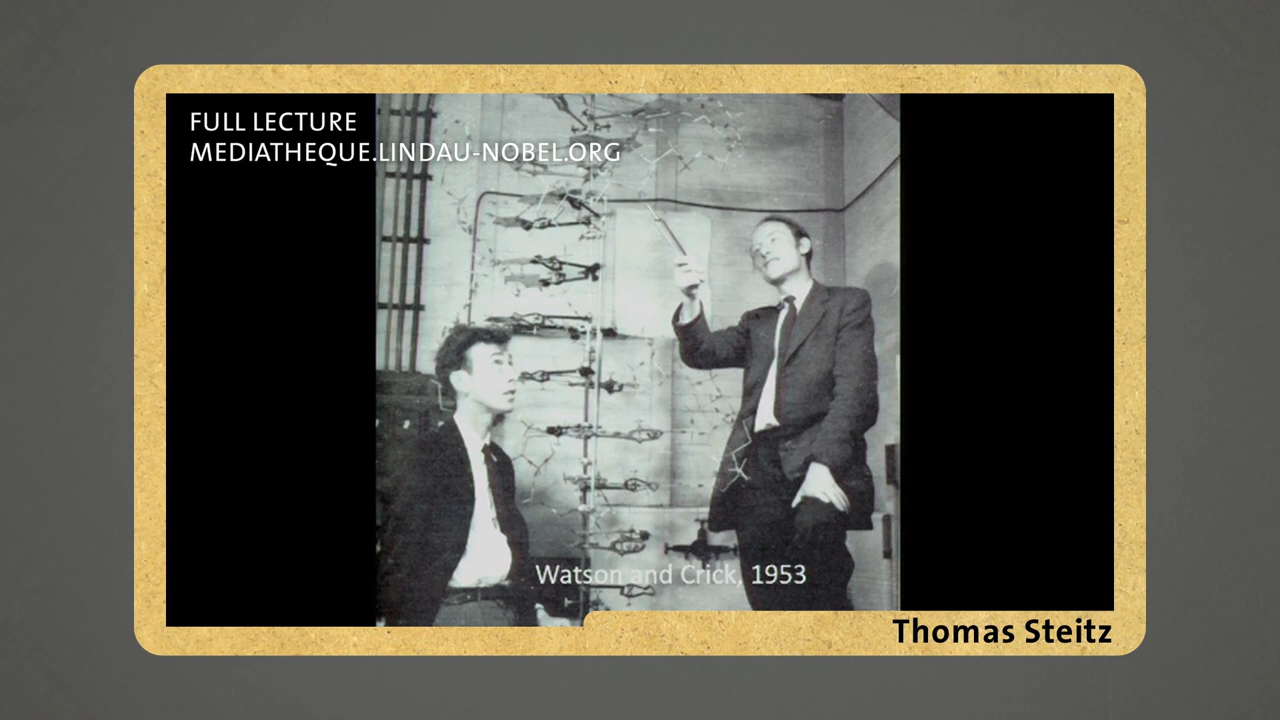 FULL LECTURE
MEDIATHEQUE.LINDAU-NOBEL.ORG
Watson and Crick, 1953
Thomas Steitz